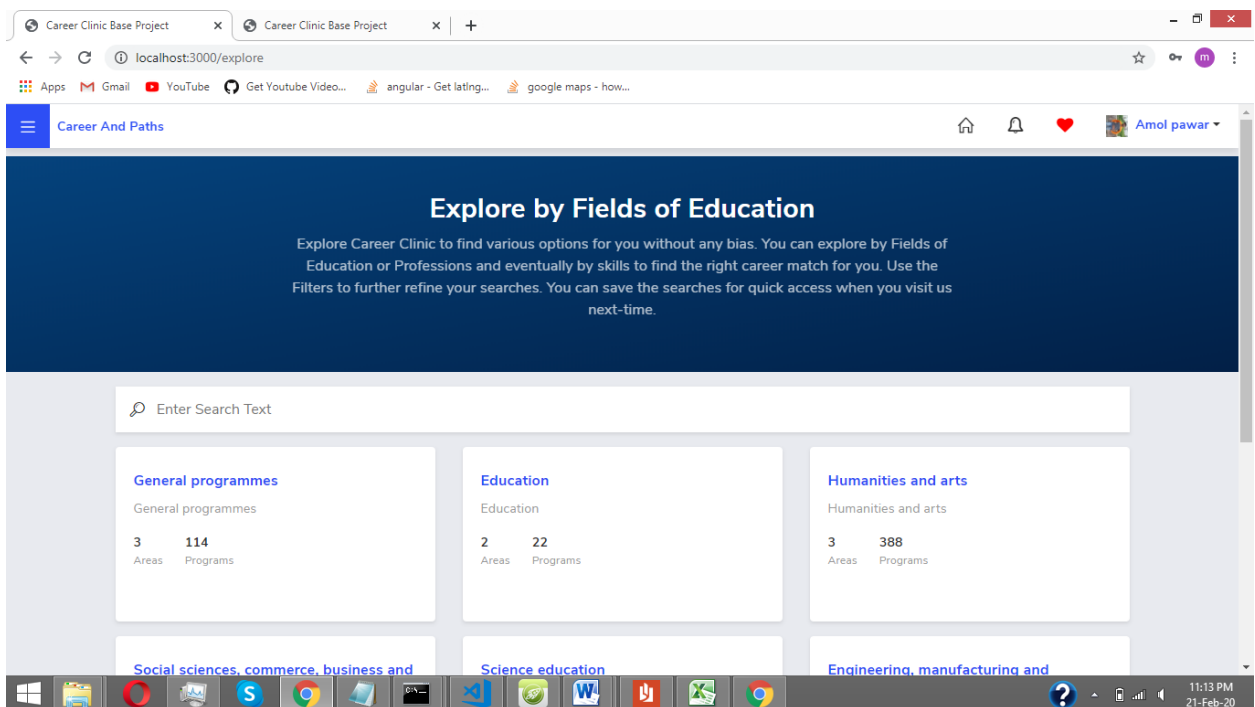 Career Clinic Base Project
Career Clinic Base Project
localhost:3000/explore
m
Apps Gmail YouTube Get Youtube Video... angular - Get latlng... google maps - how...
Career And Paths
Amol pawar
Explore by Fields of Education
Explore Career Clinic to find various options for you without any bias. You can explore by Fields of
Education or Professions and eventually by skills to find the right career match for you. Use the
Filters to further refine your searches. You can save the searches for quick access when you visit us
next-time.
Enter Search Text
General programmes
General programmes
3 114
Areas Programs
Education
Education
2 22
Areas Programs
Humanities and arts
Humanities and arts
3 388
Areas Programs
Social sciences, commerce, business and
Science education
Engineering, manufacturing and
11:13 PM
21-Feb-20